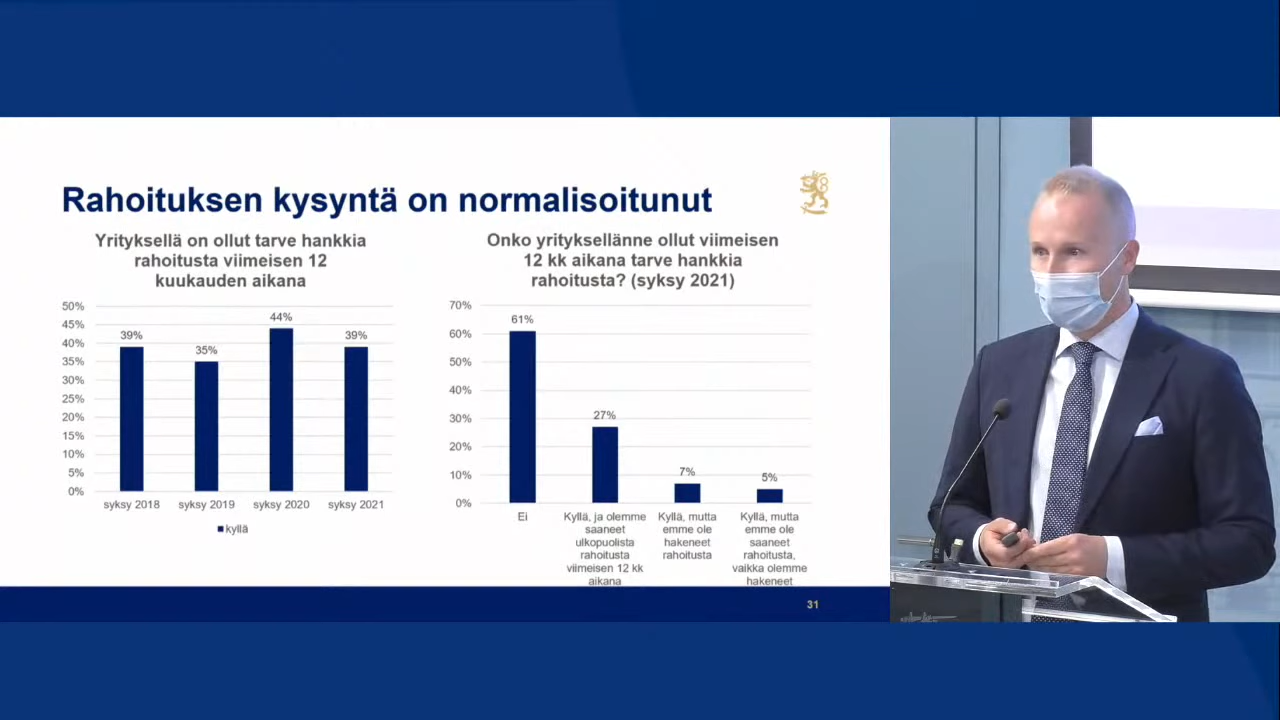 Rahoituksen kysyntä on normalisoitunut
Yrityksellä on ollut tarve hankkia
rahoitusta viimeisen 12
kuukauden aikana
50%
45%
40%
35%
30%
25%
20%
15%
10%
5%
0%
39%
35%
44%
39%
syksy 2018
syksy 2019
syksy 2020
syksy 2021
kyllä
Onko yrityksellänne ollut viimeisen
12 kk aikana tarve hankkia
rahoitusta? (syksy 2021)
70%
60%
50%
40%
30%
20%
10%
0%
61%
27%
7%
5%
Ei
Kyllä, ja olemme
saaneet
ulkopuolista
rahoitusta
viimeisen 12 kk
aikana
Kyllä, mutta
emme ole
hakeneet
rahoitusta
Kyllä, mutta
emme ole
saaneet
rahoitusta,
vaikka olemme
hakeneet
31